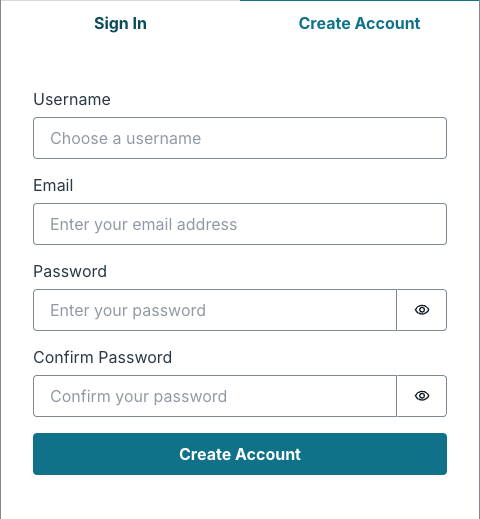 Sign In
Create Account
Username
Choose a username
Email
Enter your email address
Password
Enter your password
Confirm Password
Confirm your password
Create Account